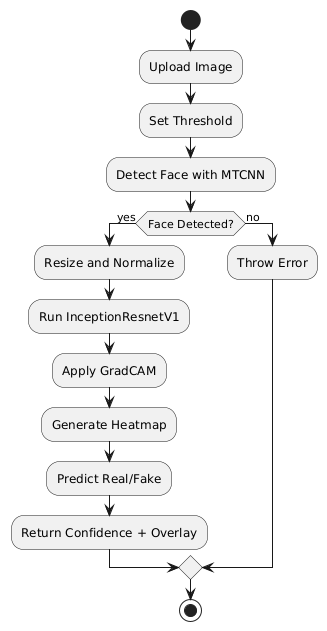 Upload Image
Set Threshold
Detect Face with MTCNN
yes
Face Detected?
no
Resize and Normalize
Throw Error
Run InceptionResnetV1
Apply GradCAM
Generate Heatmap
Predict Real/Fake
Return Confidence + Overlay